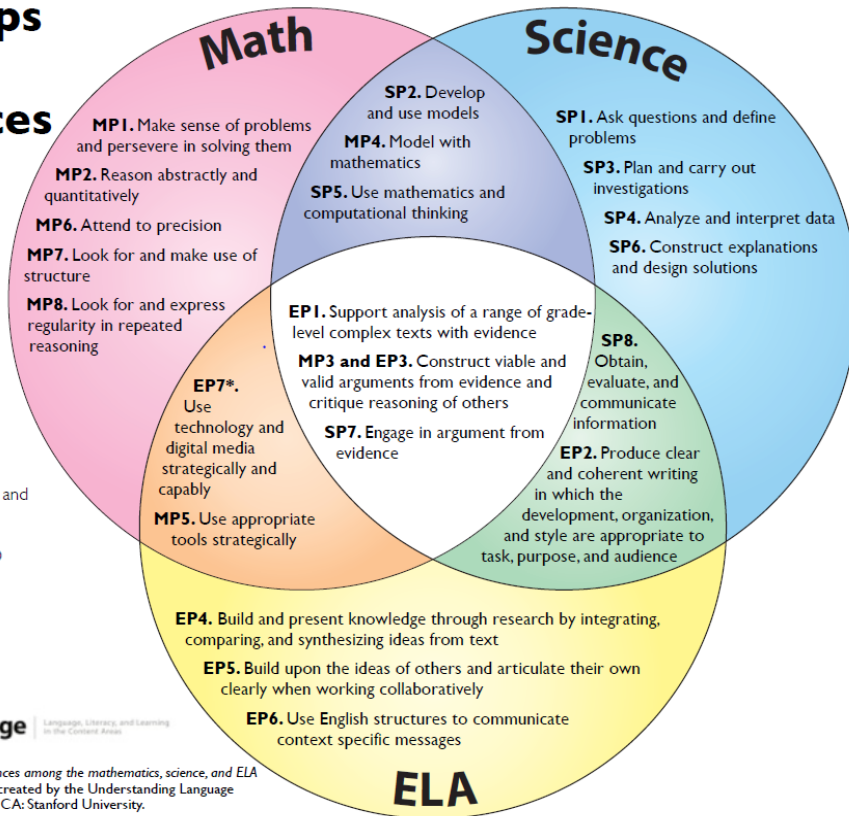 ps
ces
Math
Science
MP1. Make sense of problems
and persevere in solving them
MP2. Reason abstractly and
quantitatively
MP6. Attend to precision
MP7. Look for and make use of
structure
MP8. Look for and express
regularity in repeated
reasoning
SP2. Develop
and use models
MP4. Model with
mathematics
SP5. Use mathematics and
computational thinking
SP1. Ask questions and define
problems
SP3. Plan and carry out
investigations
SP4. Analyze and interpret data
SP6. Construct explanations
and design solutions
EP1. Support analysis of a range of grade-
level complex texts with evidence
MP3 and EP3. Construct viable and
valid arguments from evidence and
critique reasoning of others
SP7. Engage in argument from
evidence
EP7*.
Use
technology and
digital media
strategically and
capably
MP5. Use appropriate
tools strategically
SP8.
Obtain,
evaluate, and
communicate
information
EP2. Produce clear
and coherent writing
in which the
development, organization,
and style are appropriate to
task, purpose, and audience
and
EP4. Build and present knowledge through research by integrating,
comparing, and synthesizing ideas from text
EP5. Build upon the ideas of others and articulate their own
clearly when working collaboratively
EP6. Use English structures to communicate
context specific messages
ELA
ge
Language, Literacy, and Learning
in the Content Areas
nces among the mathematics, science, and ELA
created by the Understanding Language
CA: Stanford University.